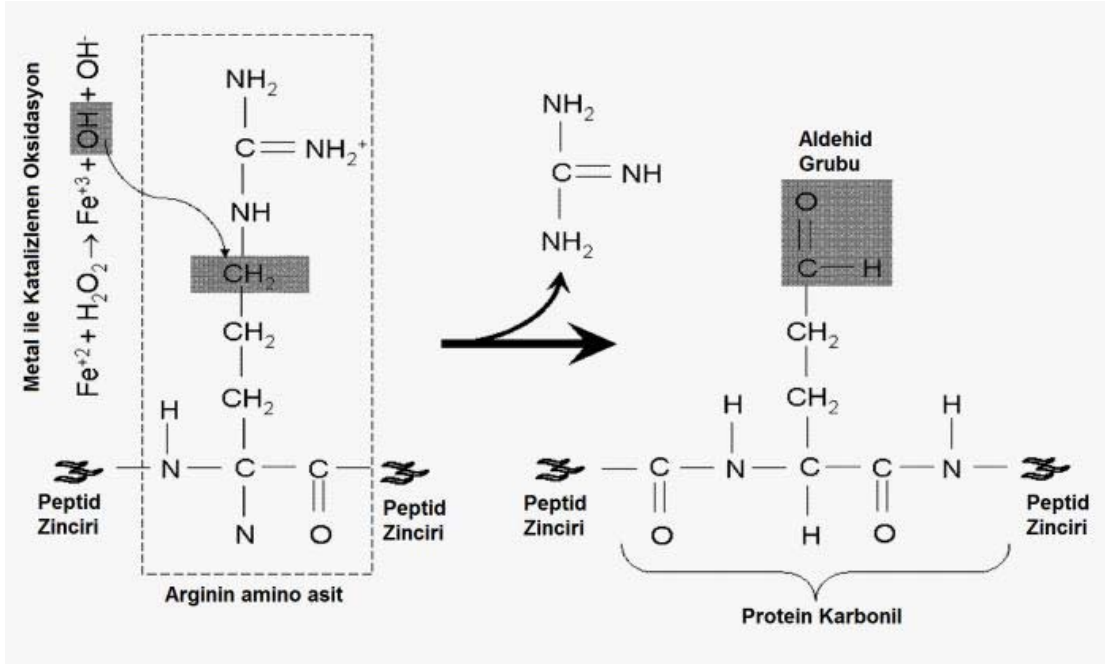 Metal ile Katalizlenen Oksidasyon
Fe+2 + H2O2 → Fe+3 + OH + OH-
NH2
C
NH2+
NH
CH2
CH2
CH2
H
N
C
C
N
O
Peptid
Zinciri
Peptid
Zinciri
Arginin amino asit
NH2
C
NH
NH2
Aldehid
Grubu
O
C
H
CH2
CH2
H
H
C
N
C
C
N
O
H
O
Peptid
Zinciri
Peptid
Zinciri
Protein Karbonil